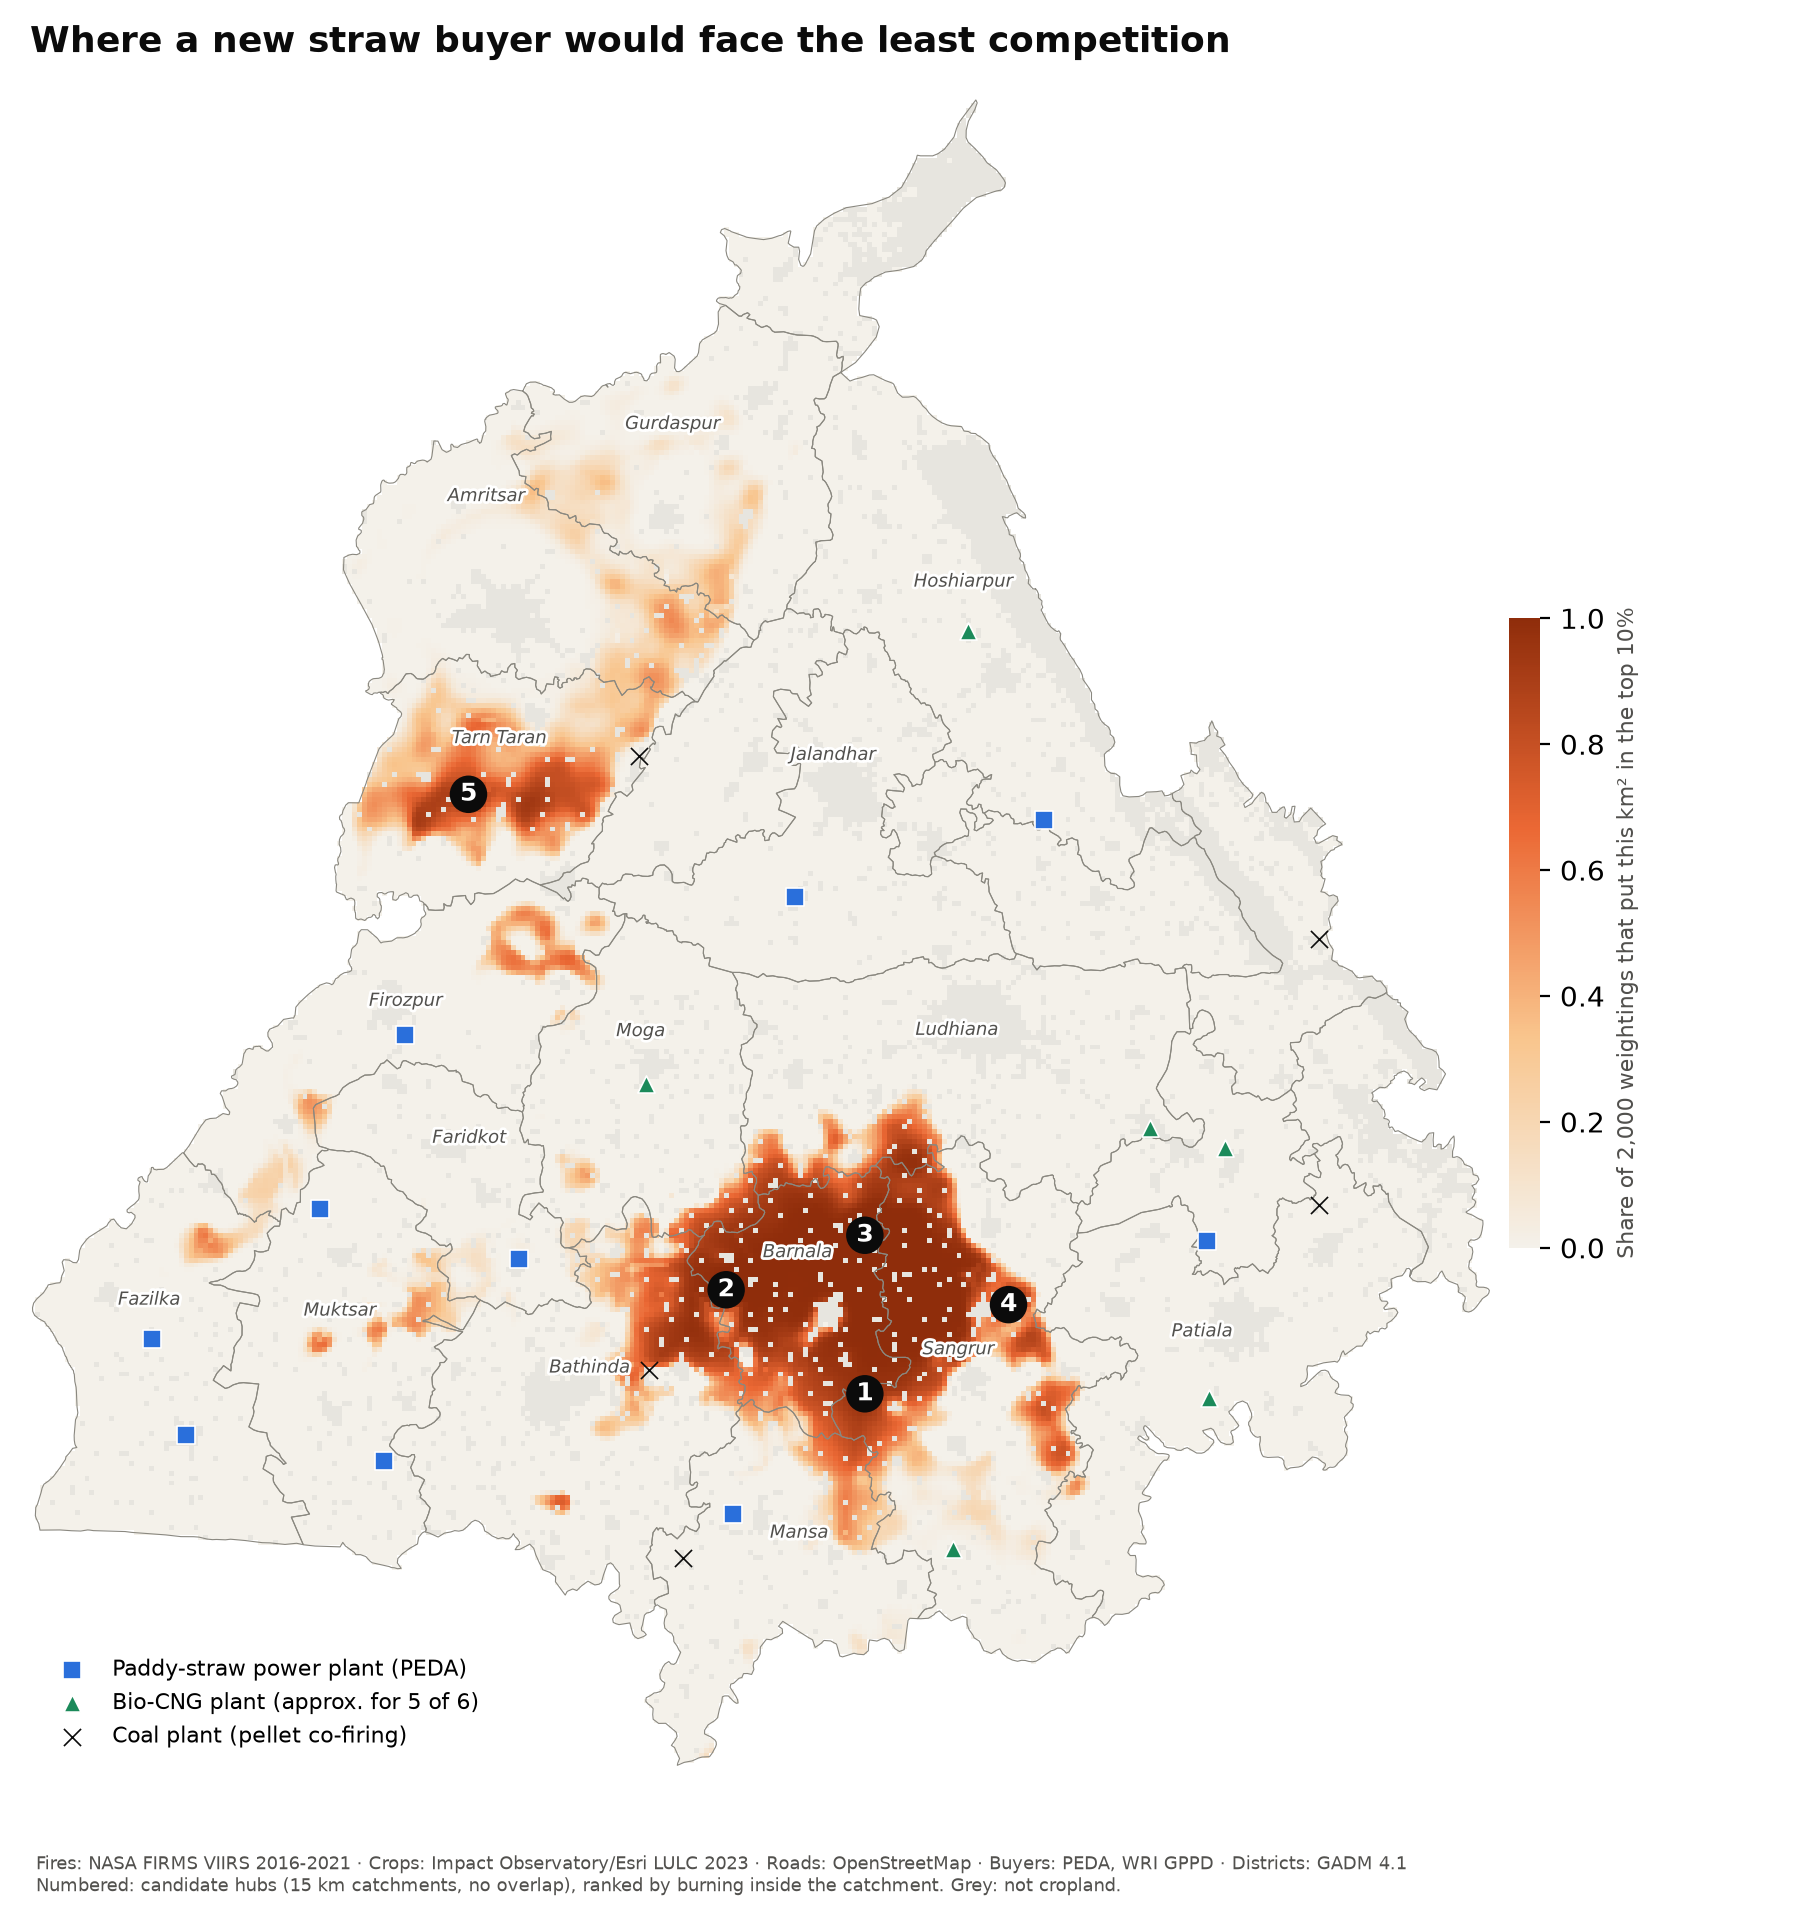 Where a new straw buyer would face the least competition
Gurdaspur
Amritsar
Hoshiarpur
Tarn Taran
Jalandhar
5
Firozpur
Moga
Ludhiana
Faridkot
3
Barnala
2
4
Fazilka
Muktsar
Patiala
Sangrur
Bathinda
1
Mansa
1.0
0.8
0.6
0.4
0.2
0.0
Share of 2,000 weightings that put this km² in the top 10%
Paddy-straw power plant (PEDA)
Bio-CNG plant (approx. for 5 of 6)
Coal plant (pellet co-firing)
Fires: NASA FIRMS VIIRS 2016-2021 · Crops: Impact Observatory/Esri LULC 2023 · Roads: OpenStreetMap · Buyers: PEDA, WRI GPPD · Districts: GADM 4.1
Numbered: candidate hubs (15 km catchments, no overlap), ranked by burning inside the catchment. Grey: not cropland.